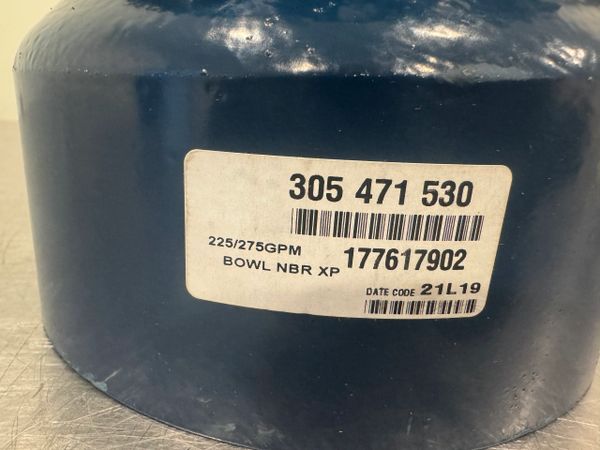 305 471 530
225/275GPM 177617902
BOWL NBR XP
DATE CODE 21L19